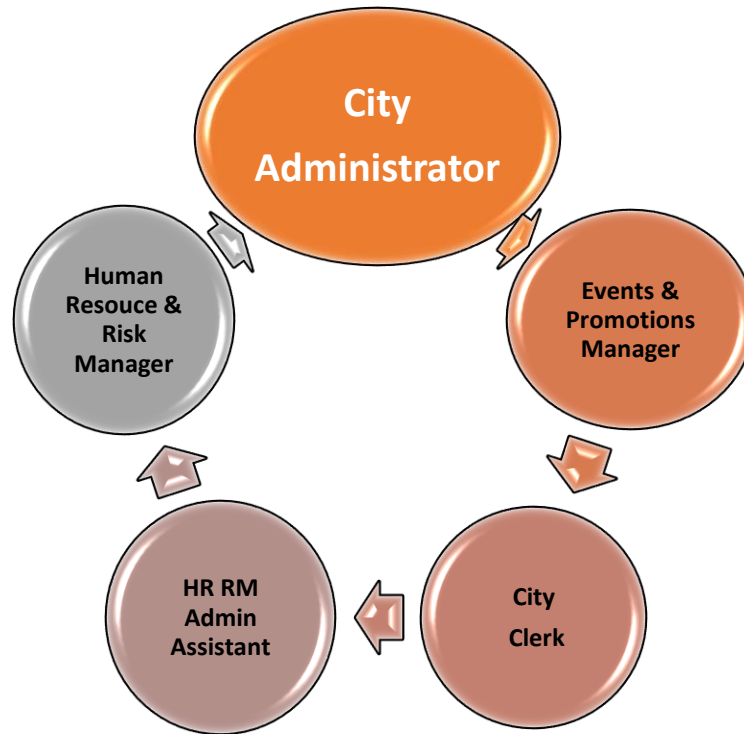 City
Administrator
Human
Resouce &
Risk
Manager
Events &
Promotions
Manager
HR RM
Admin
Assistant
City
Clerk